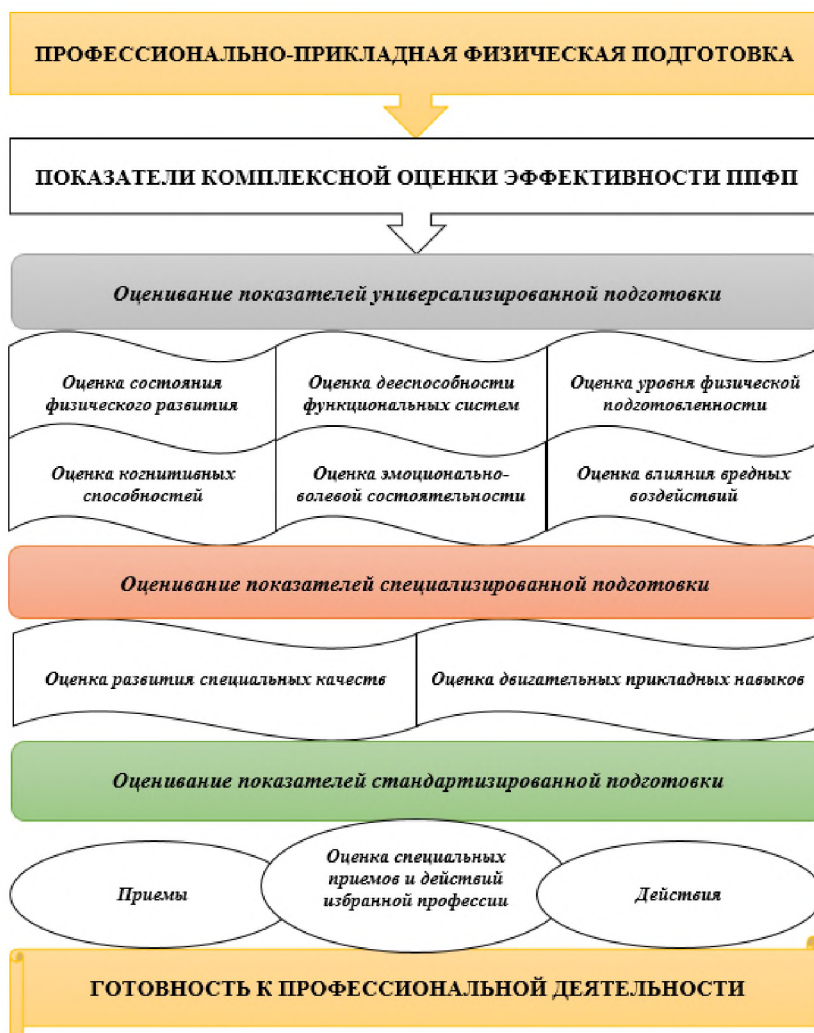 ПРОФЕССИОНАЛЬНО-ПРИКЛАДНАЯ ФИЗИЧЕСКАЯ ПОДГОТОВКА
ПОКАЗАТЕЛИ КОМПЛЕКСНОЙ ОЦЕНКИ ЭФФЕКТИВНОСТИ ППФП
Оценивание показателей универсализированной подготовки
Оценка состояния
физического развития
Оценка дееспособности
функциональных систем
Оценка уровня физической
подготовленности
Оценка когнитивных
способностей
Оценка эмоционально-
волевой состоятельности
Оценка влияния вредных
воздействий
Оценивание показателей специализированной подготовки
Оценка развития специальных качеств
Оценка двигательных прикладных навыков
Оценивание показателей стандартизированной подготовки
Приемы
Оценка специальных
приемов и действий
избранной профессии
Действия
ГОТОВНОСТЬ К ПРОФЕССИОНАЛЬНОЙ ДЕЯТЕЛЬНОСТИ